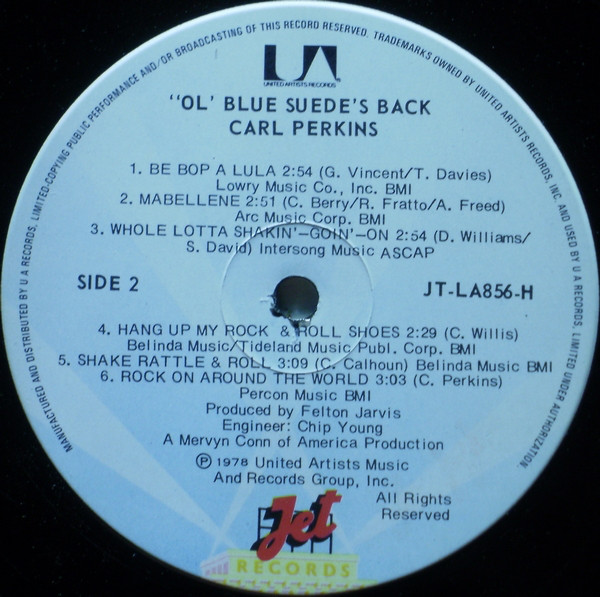 MANUFACTURED AND DISTRIBUTED BY U A RECORDS, LIMITED-COPYING PUBLIC PERFORMANCE AND/OR BROADCASTING OF THIS RECORD RESERVED. TRADEMARKS OWNED BY UNITED ARTISTS RECORDS, INC. AND USED BY U A RECORDS, LIMITED UNDER AUTHORIZATION.
UA
UNITED ARTISTS RECORDS
"OL' BLUE SUEDE'S BACK
CARL PERKINS
1. BE BOP A LULA 2:54 (G. Vincent/T. Davies)
Lowry Music Co., Inc. BMI
2. MABELLENE 2:51 (C. Berry/R. Fratto/A. Freed)
Arc Music Corp. BMI
3. WHOLE LOTTA SHAKIN'-GOIN'-ON 2:54 (D. Williams/
S. David) Intersong Music ASCAP
SIDE 2
JT-LA856-H
4. HANG UP MY ROCK & ROLL SHOES 2:29 (C. Willis)
Belinda Music/Tideland Music Publ. Corp. BMI
5. SHAKE RATTLE & ROLL 3:09 (C. Calhoun) Belinda Music BMI
6. ROCK ON AROUND THE WORLD 3:03 (C. Perkins)
Percon Music BMI
Produced by Felton Jarvis
Engineer: Chip Young
A Mervyn Conn of America Production
℗ 1978 United Artists Music
And Records Group, Inc.
All Rights
Reserved
Jet
RECORDS